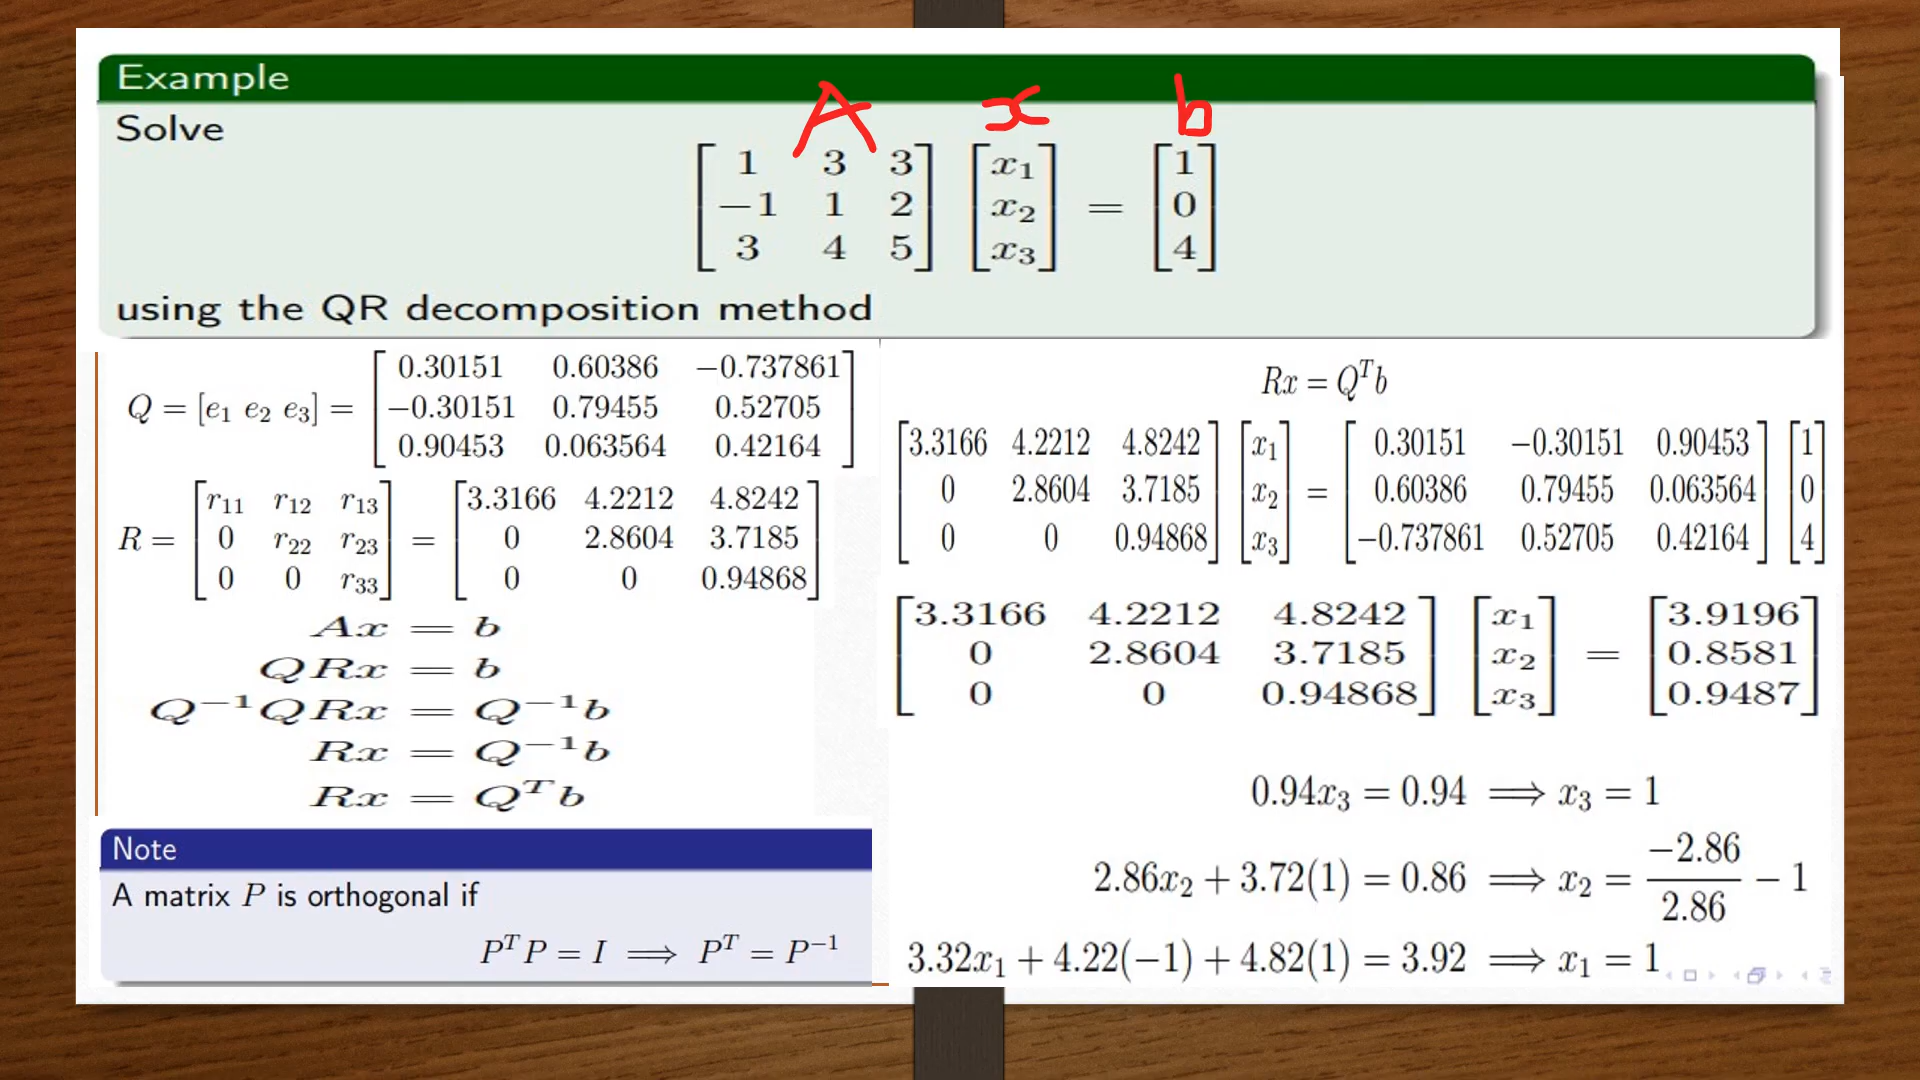 Example
Solve
A x b
[1 3 3; −1 1 2; 3 4 5] [x₁; x₂; x₃] = [1; 0; 4]
using the QR decomposition method
Q = [e₁ e₂ e₃] = [0.30151 0.60386 −0.737861; −0.30151 0.79455 0.52705; 0.90453 0.063564 0.42164]
R = [r₁₁ r₁₂ r₁₃; 0 r₂₂ r₂₃; 0 0 r₃₃] = [3.3166 4.2212 4.8242; 0 2.8604 3.7185; 0 0 0.94868]
Ax = b
QRx = b
Q⁻¹QRx = Q⁻¹b
Rx = Q⁻¹b
Rx = Qᵀb
Note
A matrix P is orthogonal if
PᵀP = I ⟹ Pᵀ = P⁻¹
Rx = Qᵀb
[3.3166 4.2212 4.8242; 0 2.8604 3.7185; 0 0 0.94868] [x₁; x₂; x₃] = [0.30151 −0.30151 0.90453; 0.60386 0.79455 0.063564; −0.737861 0.52705 0.42164] [1; 0; 4]
[3.3166 4.2212 4.8242; 0 2.8604 3.7185; 0 0 0.94868] [x₁; x₂; x₃] = [3.9196; 0.8581; 0.9487]
0.94x₃ = 0.94 ⟹ x₃ = 1
2.86x₂ + 3.72(1) = 0.86 ⟹ x₂ = −2.86/2.86 − 1
3.32x₁ + 4.22(−1) + 4.82(1) = 3.92 ⟹ x₁ = 1